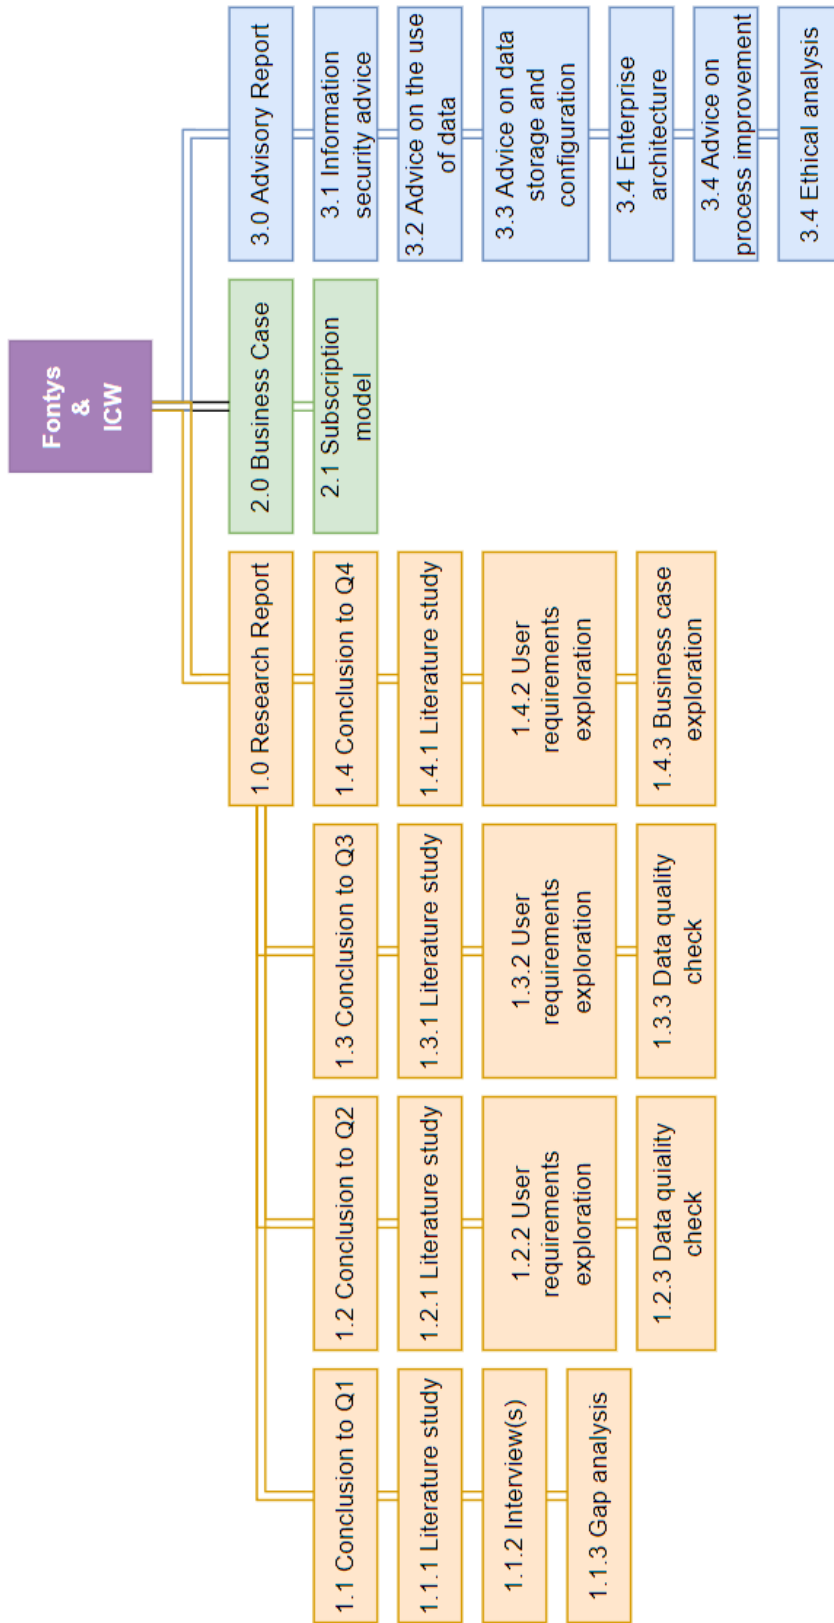 Fontys
&
ICW
1.0 Research Report
1.1 Conclusion to Q1
1.1.1 Literature study
1.1.2 Interview(s)
1.1.3 Gap analysis
1.2 Conclusion to Q2
1.2.1 Literature study
1.2.2 User
requirements
exploration
1.2.3 Data quiality
check
1.3 Conclusion to Q3
1.3.1 Literature study
1.3.2 User
requirements
exploration
1.3.3 Data quality
check
1.4 Conclusion to Q4
1.4.1 Literature study
1.4.2 User
requirements
exploration
1.4.3 Business case
exploration
2.0 Business Case
2.1 Subscription
model
3.0 Advisory Report
3.1 Information
security advice
3.2 Advice on the use
of data
3.3 Advice on data
storage and
configuration
3.4 Enterprise
architecture
3.4 Advice on
process improvement
3.4 Ethical analysis